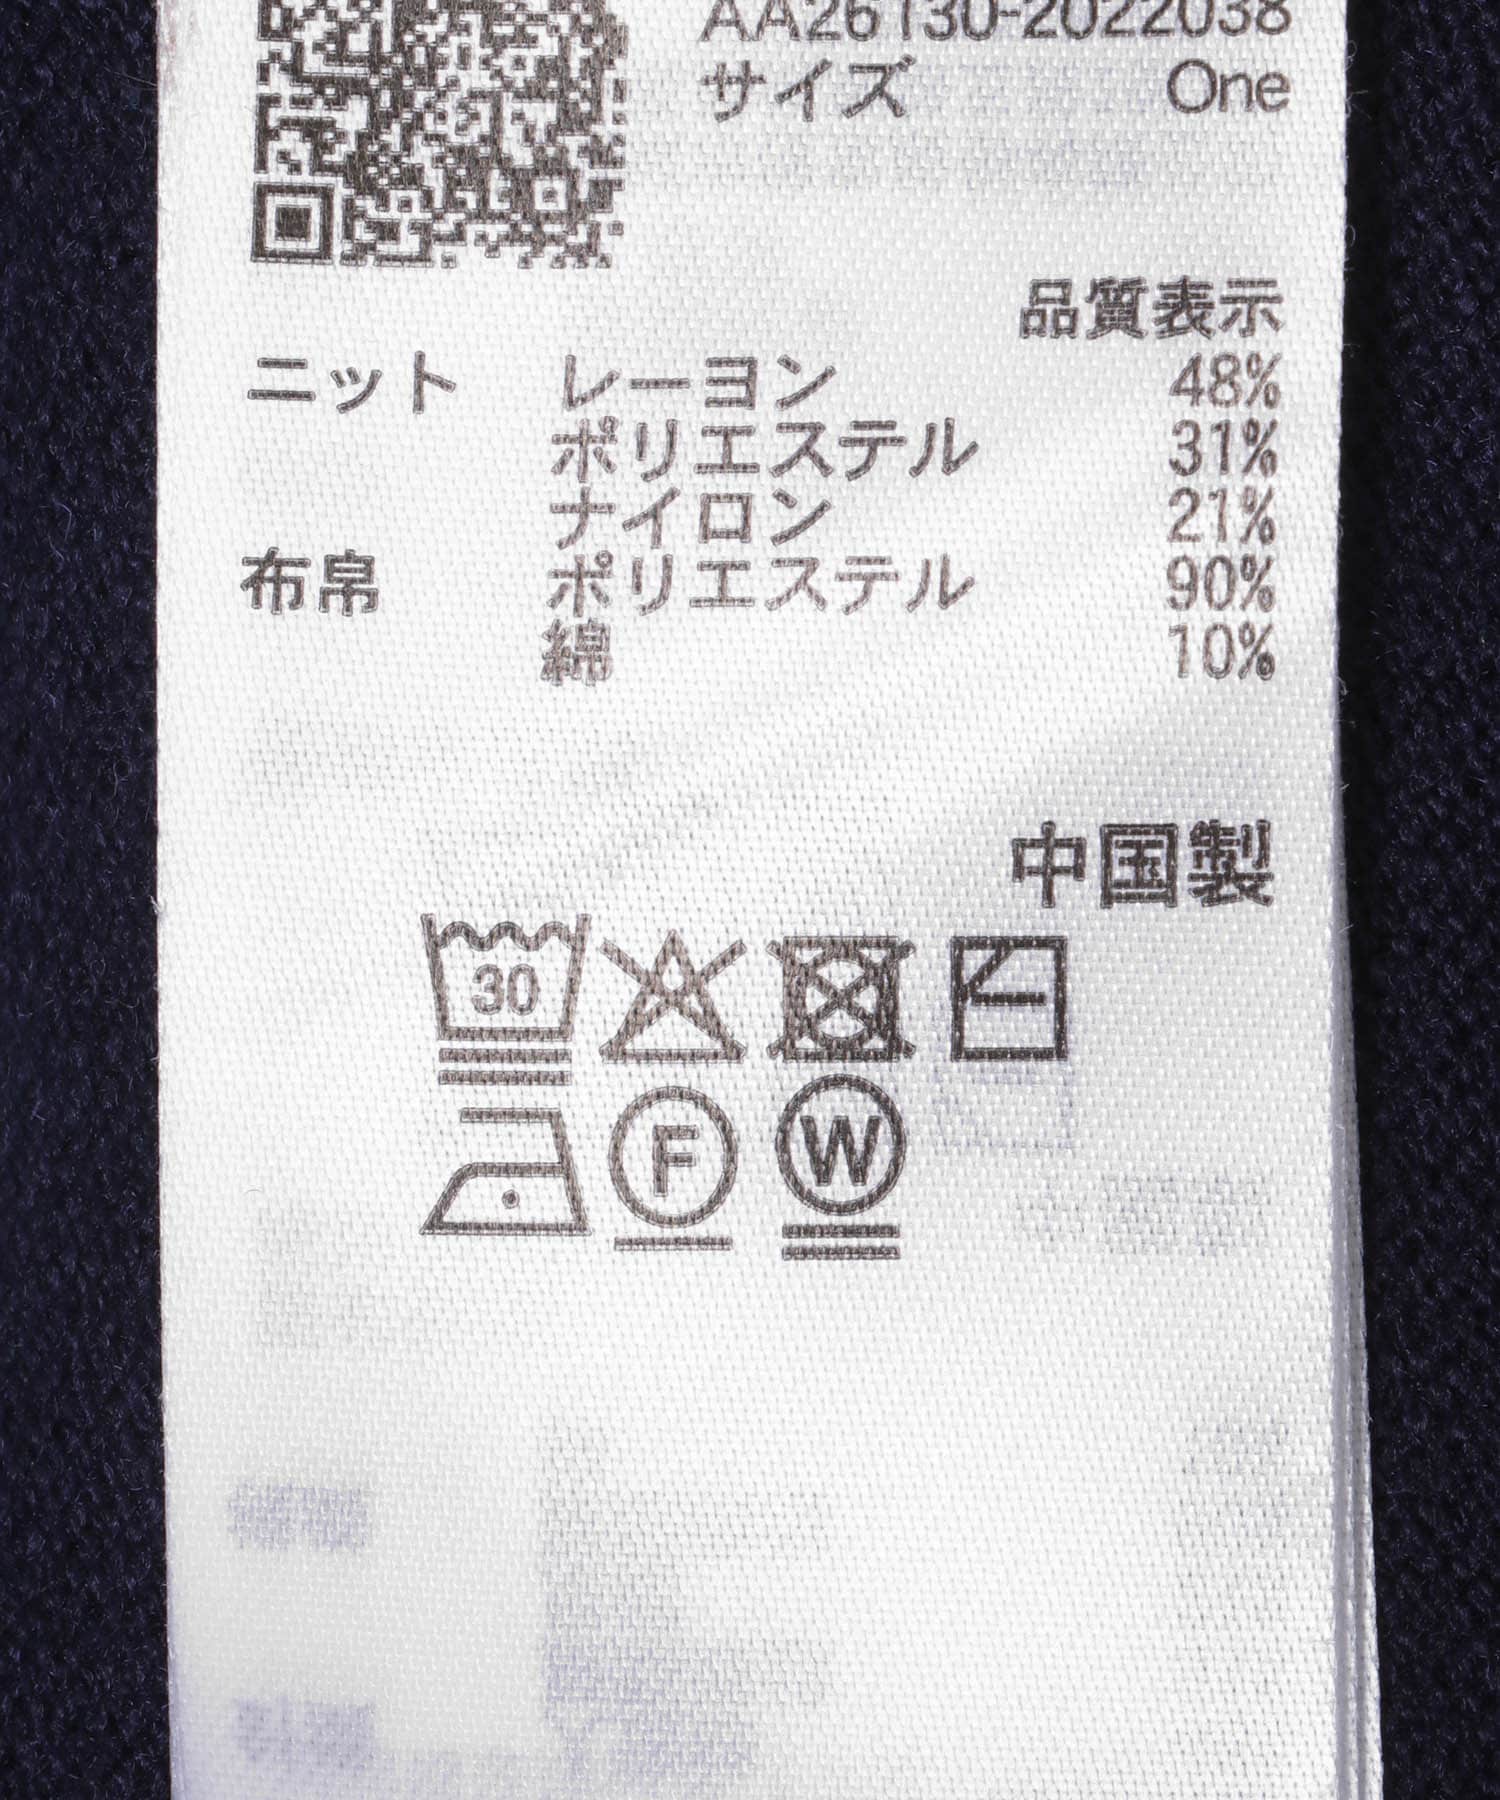 AA26130-2022038
サイズ One
品質表示
ニット レーヨン 48%
ポリエステル 31%
ナイロン 21%
布帛 ポリエステル 90%
綿 10%
中国製
30
F W